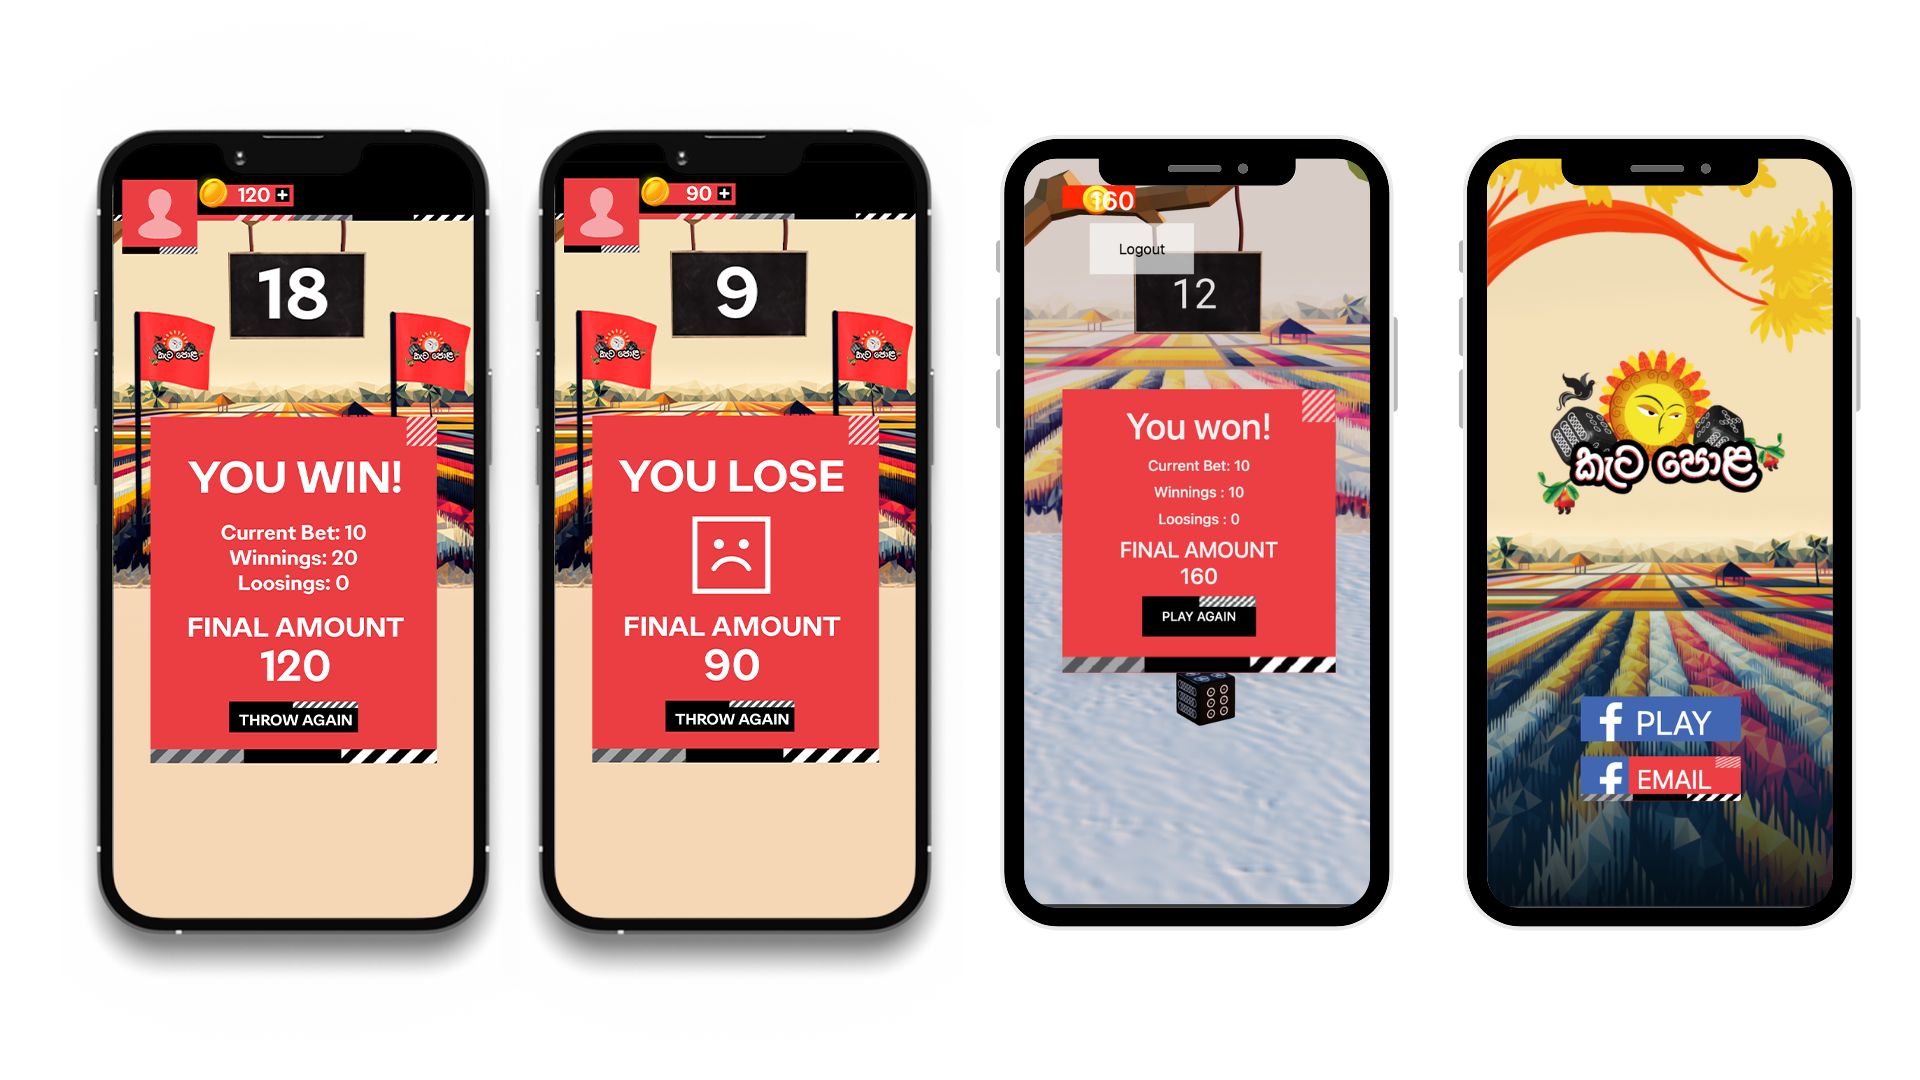 120 +
18
කැට පොළ
කැට පොළ
YOU WIN!
Current Bet: 10
Winnings: 20
Loosings: 0
FINAL AMOUNT
120
THROW AGAIN
90 +
9
කැට පොළ
කැට පොළ
YOU LOSE
FINAL AMOUNT
90
THROW AGAIN
160
Logout
12
You won!
Current Bet: 10
Winnings : 10
Loosings : 0
FINAL AMOUNT
160
PLAY AGAIN
කැට පොළ
f PLAY
f EMAIL